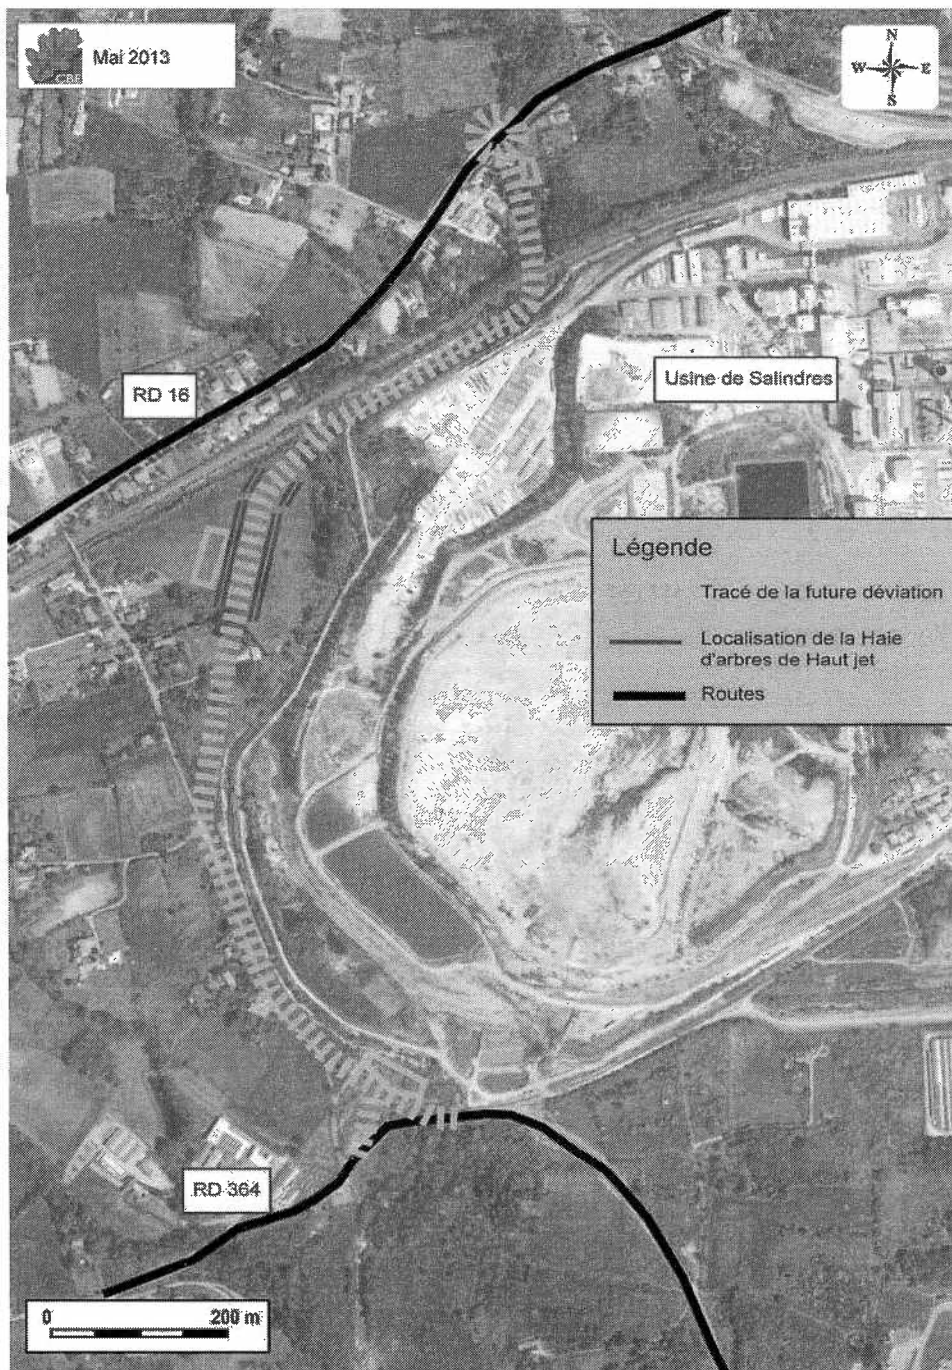 CBE
Mai 2013
N
W E
S
RD 16
Usine de Salindres
Légende
Tracé de la future déviation
Localisation de la Haie
d'arbres de Haut jet
Routes
RD 364
0 200 m